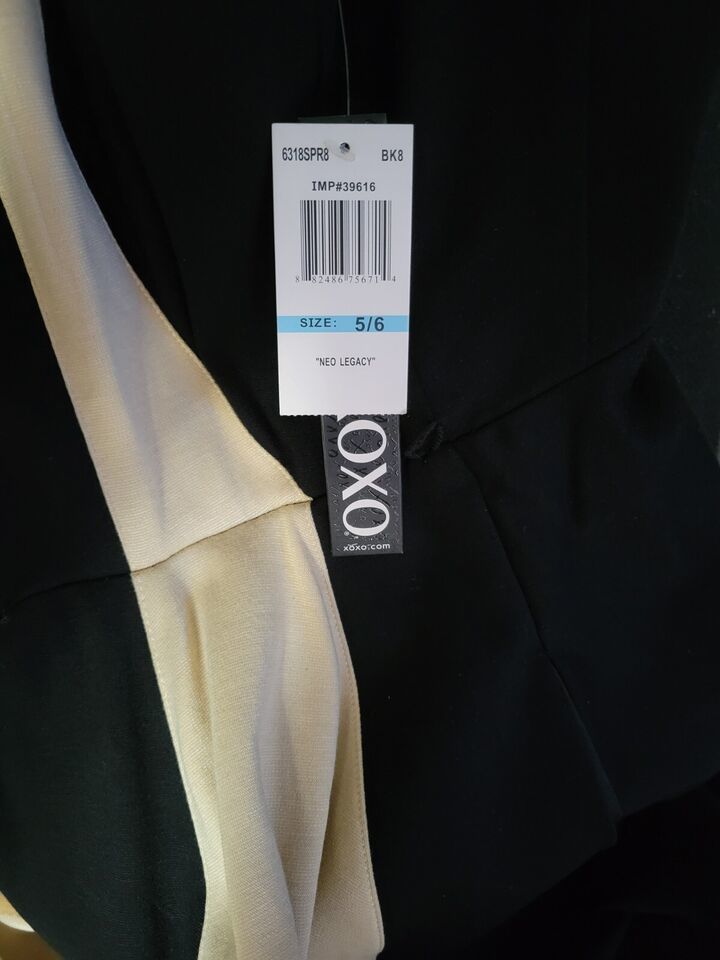 6318SPR8 BK8
IMP#39616
8 82486 75671 4
SIZE: 5/6
"NEO LEGACY"
XOXO®
xoxo.com